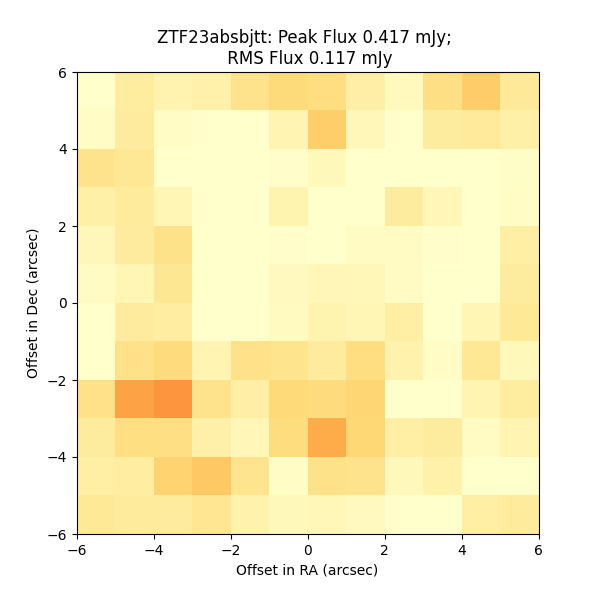 ZTF23absbjtt: Peak Flux 0.417 mJy;
RMS Flux 0.117 mJy
6
4
2
0
−2
−4
−6
Offset in Dec (arcsec)
−6 −4 −2 0 2 4 6
Offset in RA (arcsec)